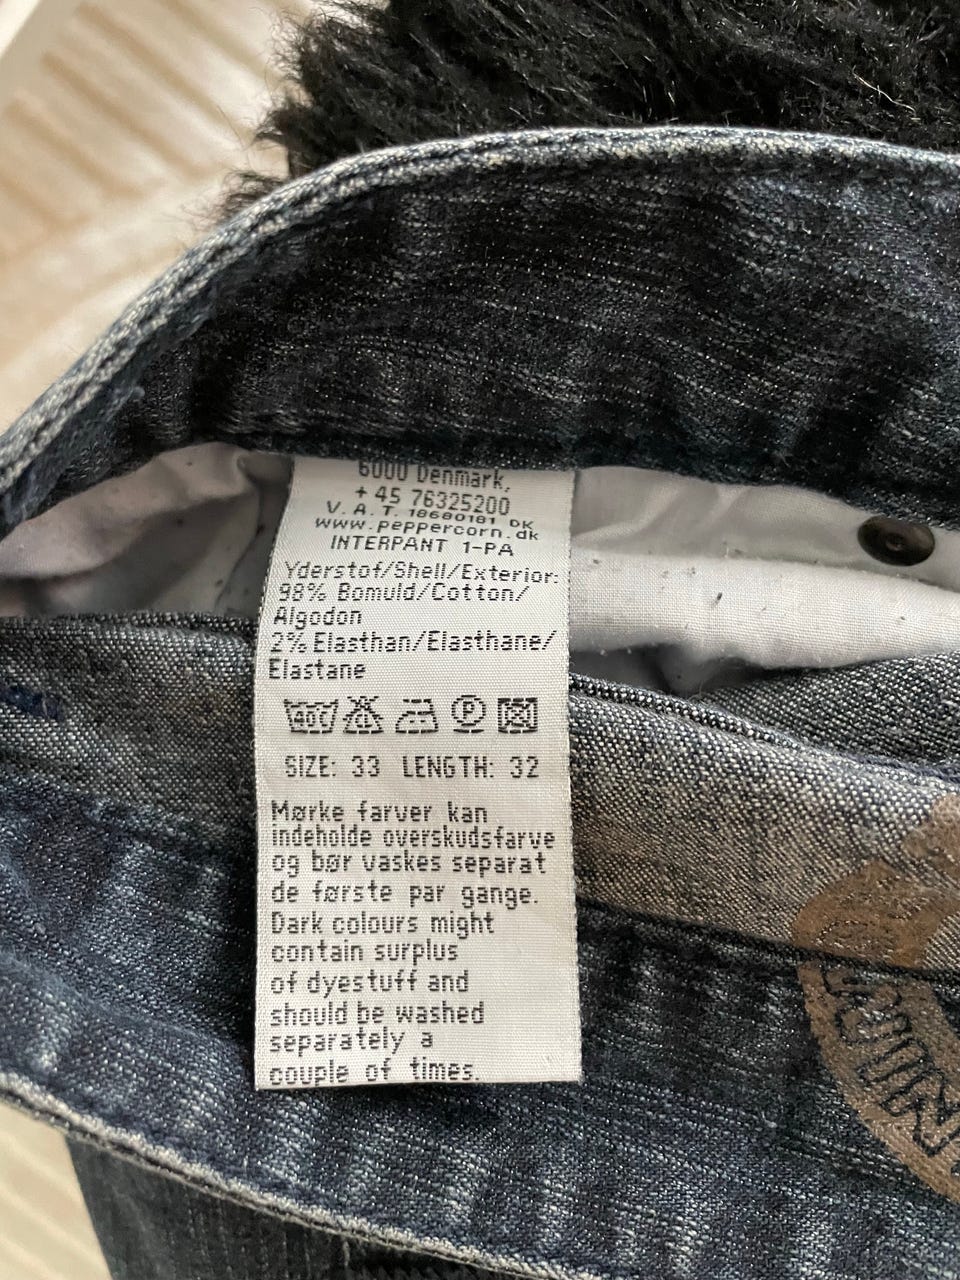 6000 Denmark,
+45 76325200
V.A.T. 18680181 DK
www.peppercorn.dk
INTERPANT 1-PA
Yderstof/Shell/Exterior:
98% Bomuld/Cotton/
Algodon
2% Elasthan/Elasthane/
Elastane
40 P
SIZE: 33 LENGTH: 32
Mørke farver kan
indeholde overskudsfarve
og bør vaskes separat
de første par gange.
Dark colours might
contain surplus
of dyestuff and
should be washed
separately a
couple of times.